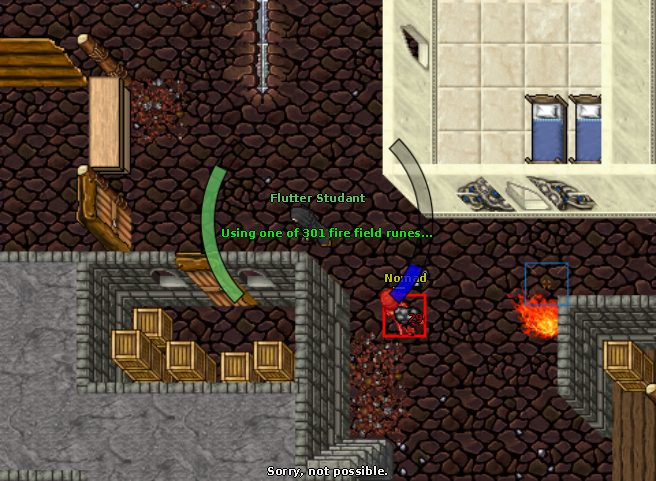 Flutter Studant
Using one of 301 fire field runes...
Nomad
Sorry, not possible.